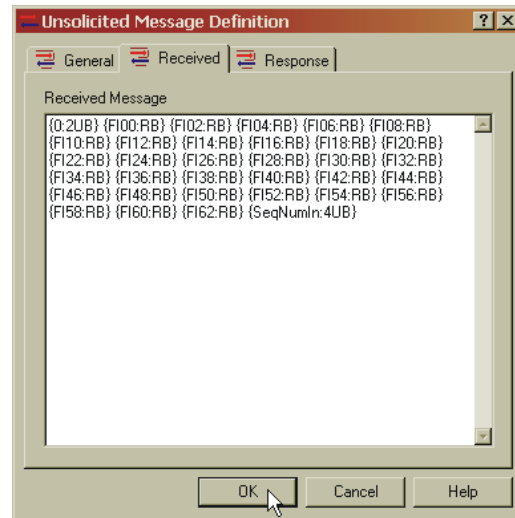 Unsolicited Message Definition
General Received Response
Received Message
{0:2UB} {FI00:RB} {FI02:RB} {FI04:RB} {FI06:RB} {FI08:RB}
{FI10:RB} {FI12:RB} {FI14:RB} {FI16:RB} {FI18:RB} {FI20:RB}
{FI22:RB} {FI24:RB} {FI26:RB} {FI28:RB} {FI30:RB} {FI32:RB}
{FI34:RB} {FI36:RB} {FI38:RB} {FI40:RB} {FI42:RB} {FI44:RB}
{FI46:RB} {FI48:RB} {FI50:RB} {FI52:RB} {FI54:RB} {FI56:RB}
{FI58:RB} {FI60:RB} {FI62:RB} {SeqNumIn:4UB}
OK Cancel Help